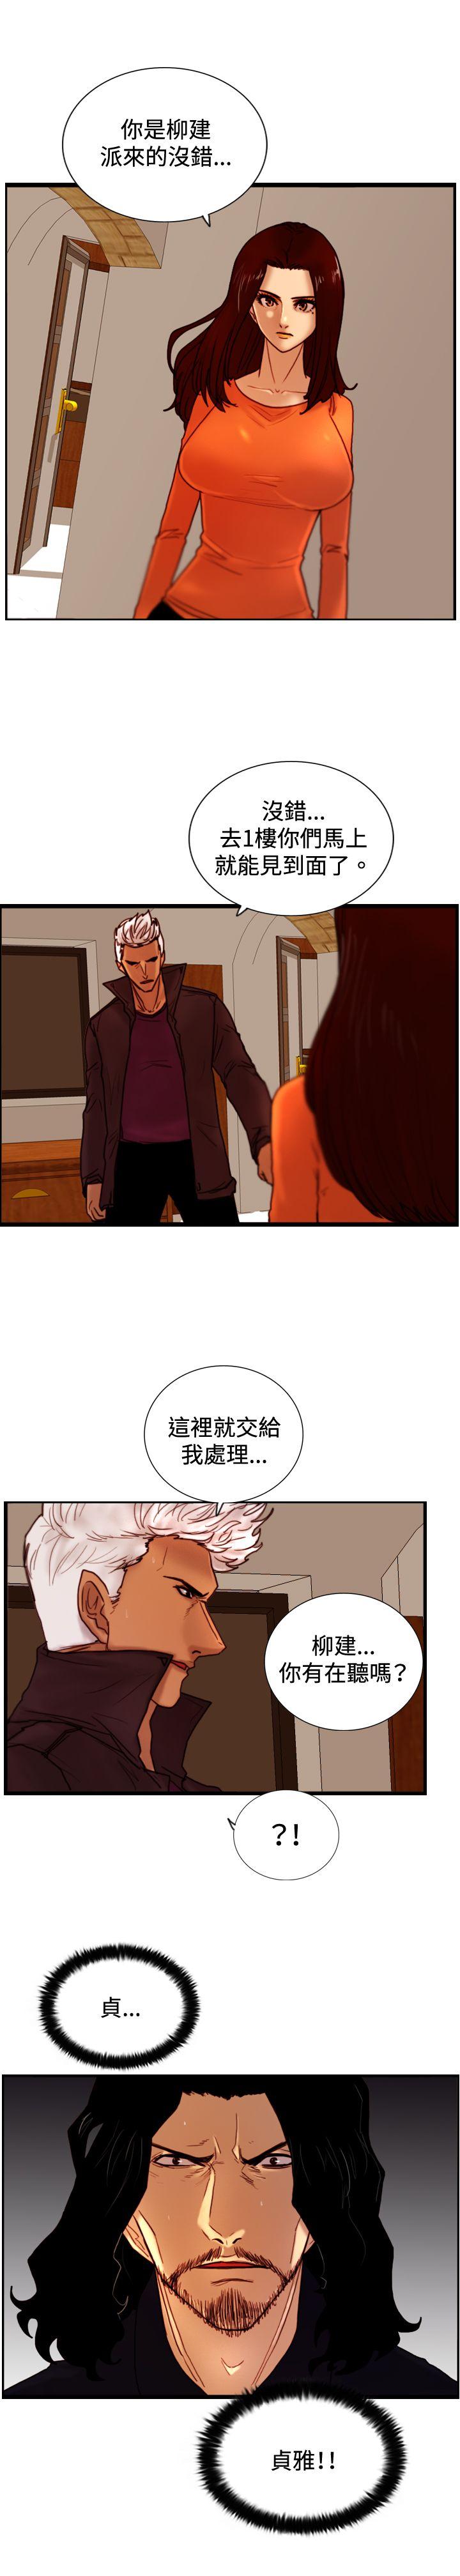 你是柳建
派來的沒錯...
沒錯...
去1樓你們馬上
就能見到面了。
這裡就交給
我處理...
柳建...
你有在聽嗎？
？！
貞...
貞雅！！